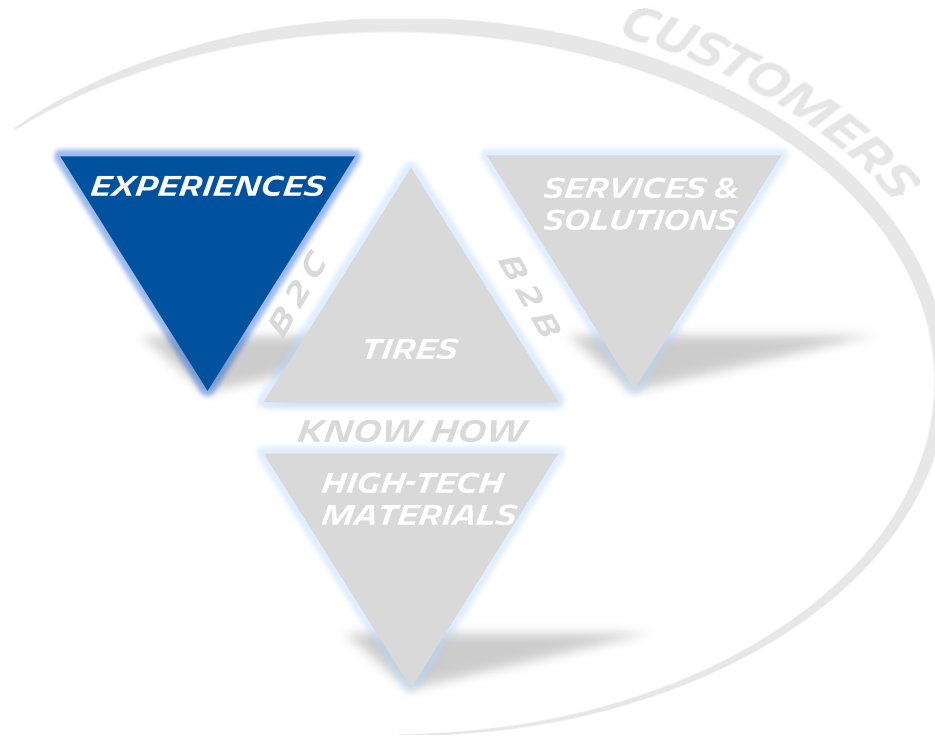 CUSTOMERS
EXPERIENCES
SERVICES &
SOLUTIONS
B2C
B2B
TIRES
KNOW HOW
HIGH-TECH
MATERIALS